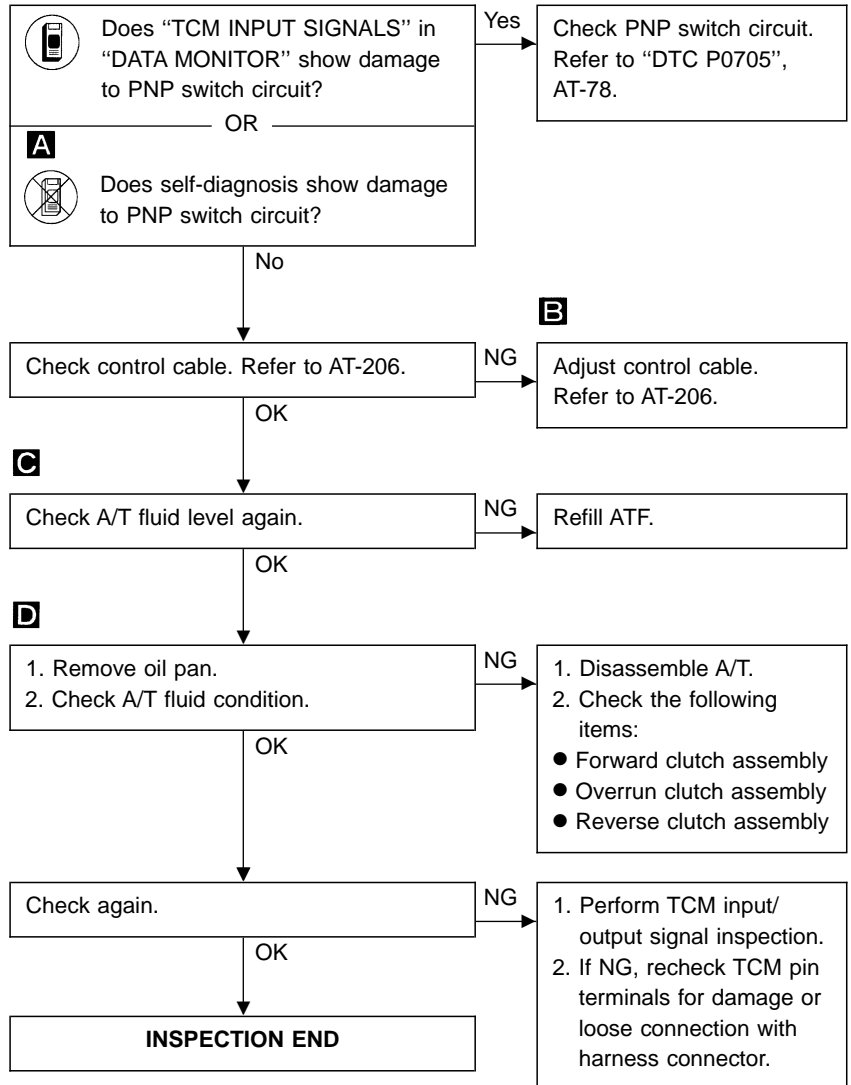 Does “TCM INPUT SIGNALS” in
“DATA MONITOR” show damage
to PNP switch circuit?
Yes
Check PNP switch circuit.
Refer to “DTC P0705”,
AT-78.
OR
A
Does self-diagnosis show damage
to PNP switch circuit?
No
B
Check control cable. Refer to AT-206.
NG
Adjust control cable.
Refer to AT-206.
OK
C
Check A/T fluid level again.
NG
Refill ATF.
OK
D
1. Remove oil pan.
2. Check A/T fluid condition.
NG
1. Disassemble A/T.
2. Check the following
items:
● Forward clutch assembly
● Overrun clutch assembly
● Reverse clutch assembly
OK
Check again.
NG
1. Perform TCM input/
output signal inspection.
2. If NG, recheck TCM pin
terminals for damage or
loose connection with
harness connector.
OK
INSPECTION END